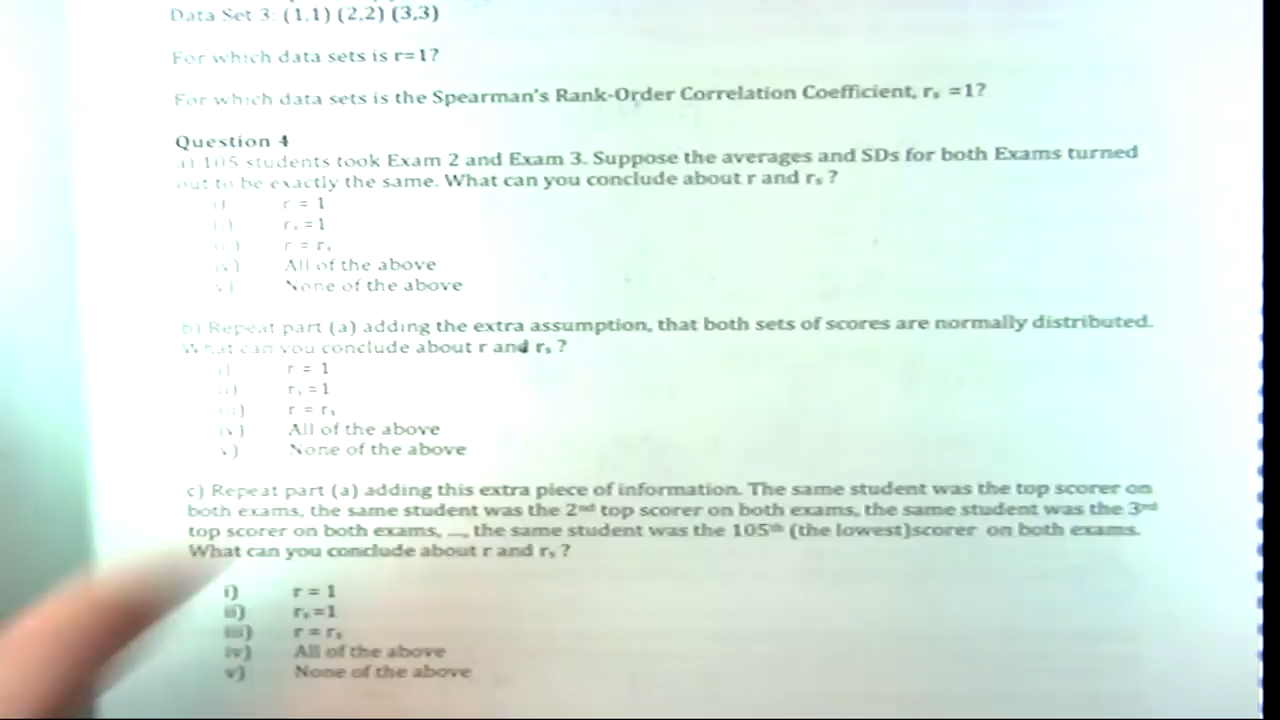 Data Set 3: (1,1) (2,2) (3,3)
For which data sets is r=1?
For which data sets is the Spearman's Rank-Order Correlation Coefficient, rₛ =1?
Question 4
a) 105 students took Exam 2 and Exam 3. Suppose the averages and SDs for both Exams turned
out to be exactly the same. What can you conclude about r and rₛ ?
i) r = 1
ii) rₛ =1
iii) r = rₛ
iv) All of the above
v) None of the above
b) Repeat part (a) adding the extra assumption, that both sets of scores are normally distributed.
What can you conclude about r and rₛ ?
i) r = 1
ii) rₛ =1
iii) r = rₛ
iv) All of the above
v) None of the above
c) Repeat part (a) adding this extra piece of information. The same student was the top scorer on
both exams, the same student was the 2ⁿᵈ top scorer on both exams, the same student was the 3ʳᵈ
top scorer on both exams, ..., the same student was the 105ᵗʰ (the lowest)scorer on both exams.
What can you conclude about r and rₛ ?
i) r = 1
ii) rₛ=1
iii) r = rₛ
iv) All of the above
v) None of the above